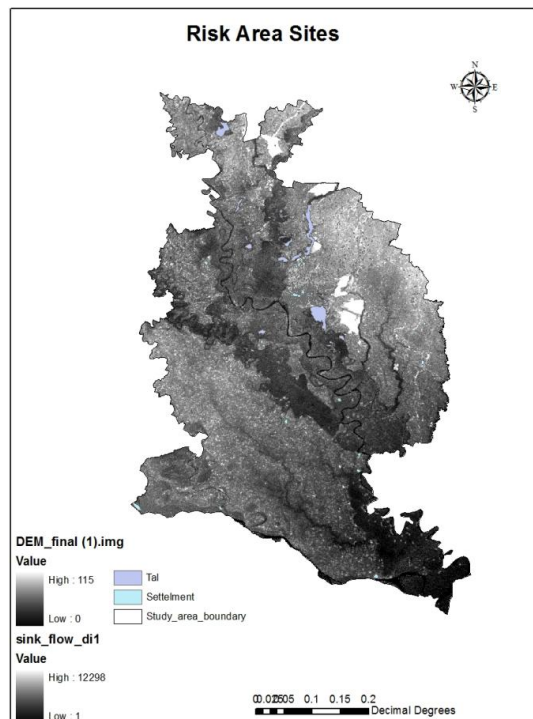 Risk Area Sites
N
W E
S
DEM_final (1).img
Value
High : 115
Low : 0
Tal
Settelment
Study_area_boundary
sink_flow_di1
Value
High : 12298
Low : 1
0 0.1 0.2
Decimal Degrees